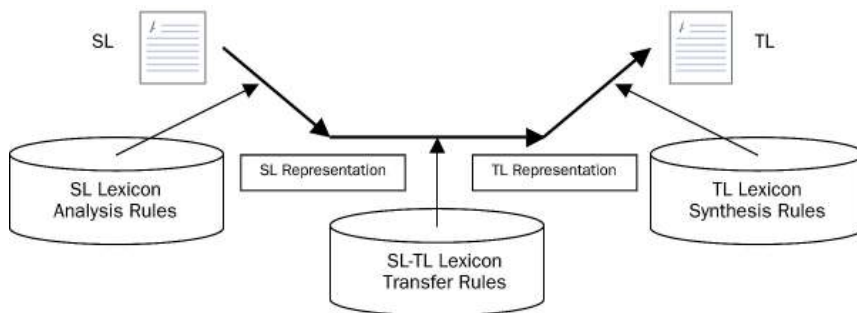 SL
TL
SL Representation
TL Representation
SL Lexicon
Analysis Rules
TL Lexicon
Synthesis Rules
SL-TL Lexicon
Transfer Rules